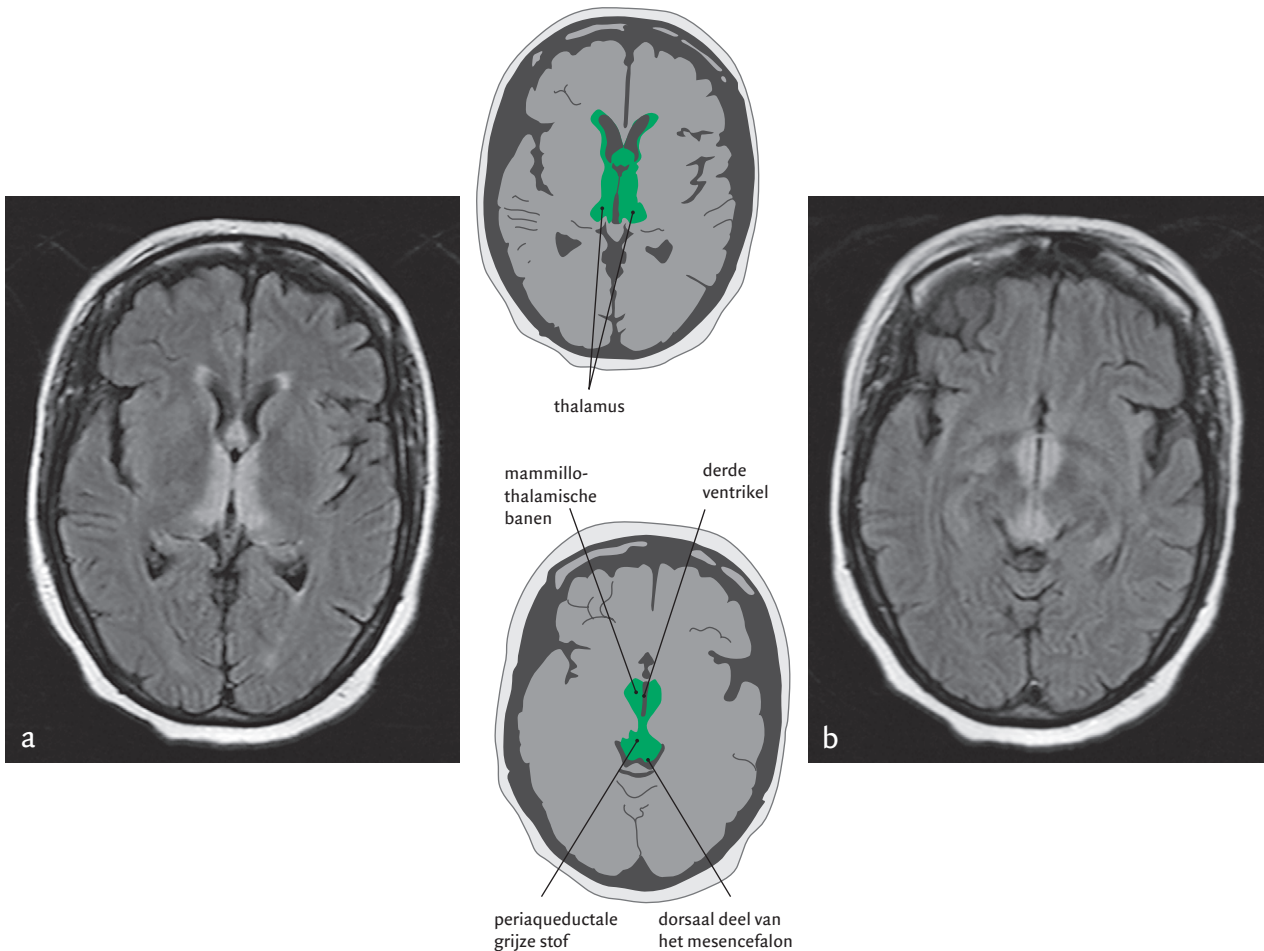 thalamus
mammillo-
thalamische
banen
derde
ventrikel
a
b
periaqueductale
grijze stof
dorsaal deel van
het mesencefalon